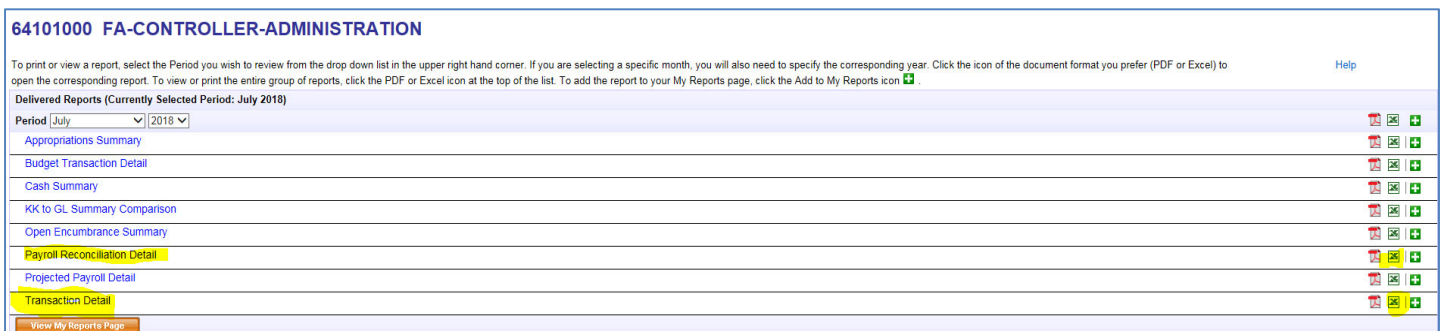 64101000 FA-CONTROLLER-ADMINISTRATION
To print or view a report, select the Period you wish to review from the drop down list in the upper right hand corner. If you are selecting a specific month, you will also need to specify the corresponding year. Click the icon of the document format you prefer (PDF or Excel) to
open the corresponding report. To view or print the entire group of reports, click the PDF or Excel icon at the top of the list. To add the report to your My Reports page, click the Add to My Reports icon .
Help
Delivered Reports (Currently Selected Period: July 2018)
Period July 2018
Appropriations Summary
Budget Transaction Detail
Cash Summary
KK to GL Summary Comparison
Open Encumbrance Summary
Payroll Reconciliation Detail
Projected Payroll Detail
Transaction Detail
View My Reports Page